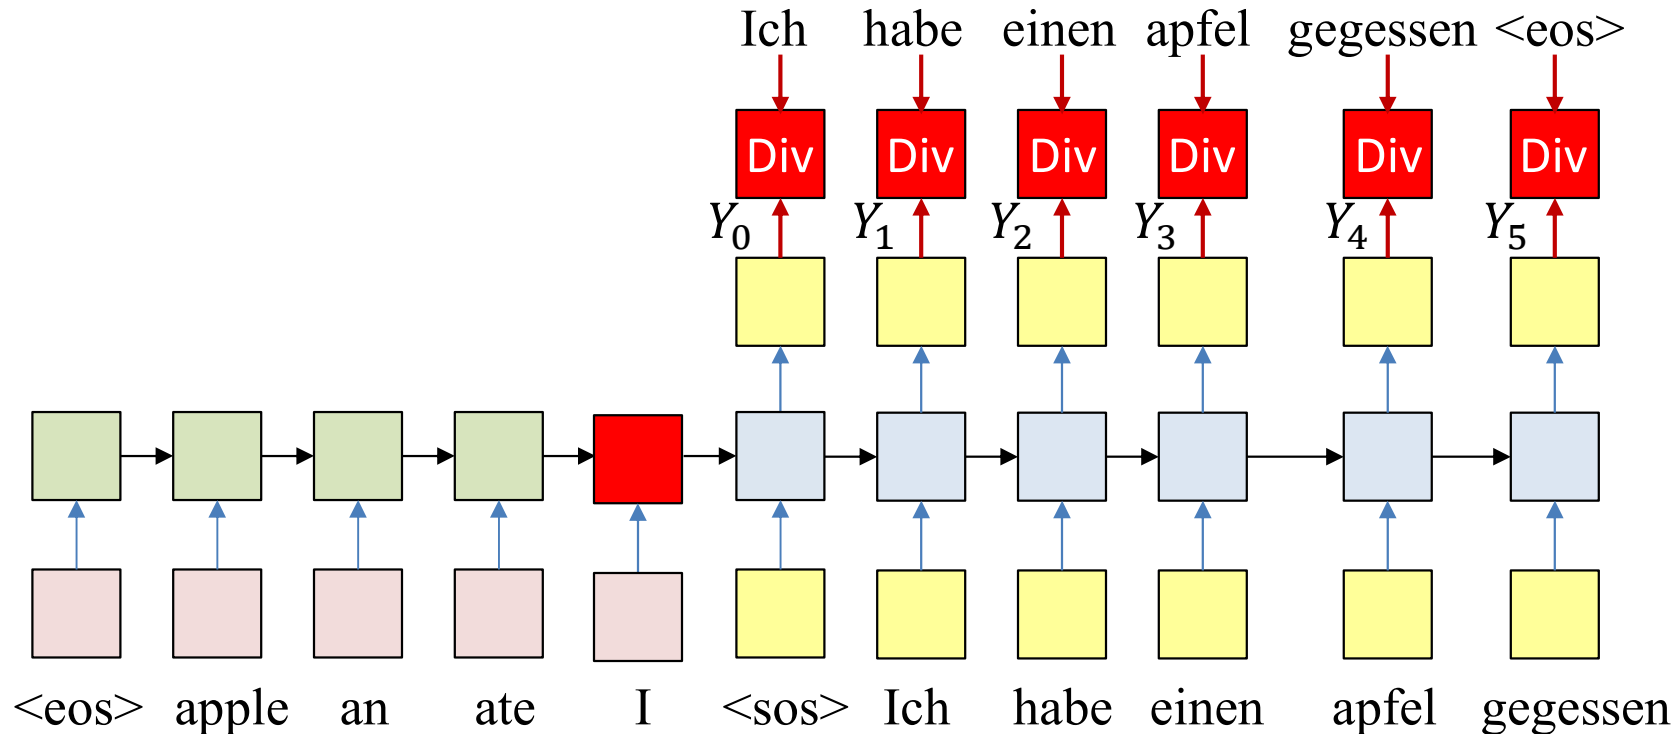 Ich habe einen apfel gegessen <eos>
Div Div Div Div Div Div
Y0 Y1 Y2 Y3 Y4 Y5
<eos> apple an ate I <sos> Ich habe einen apfel gegessen